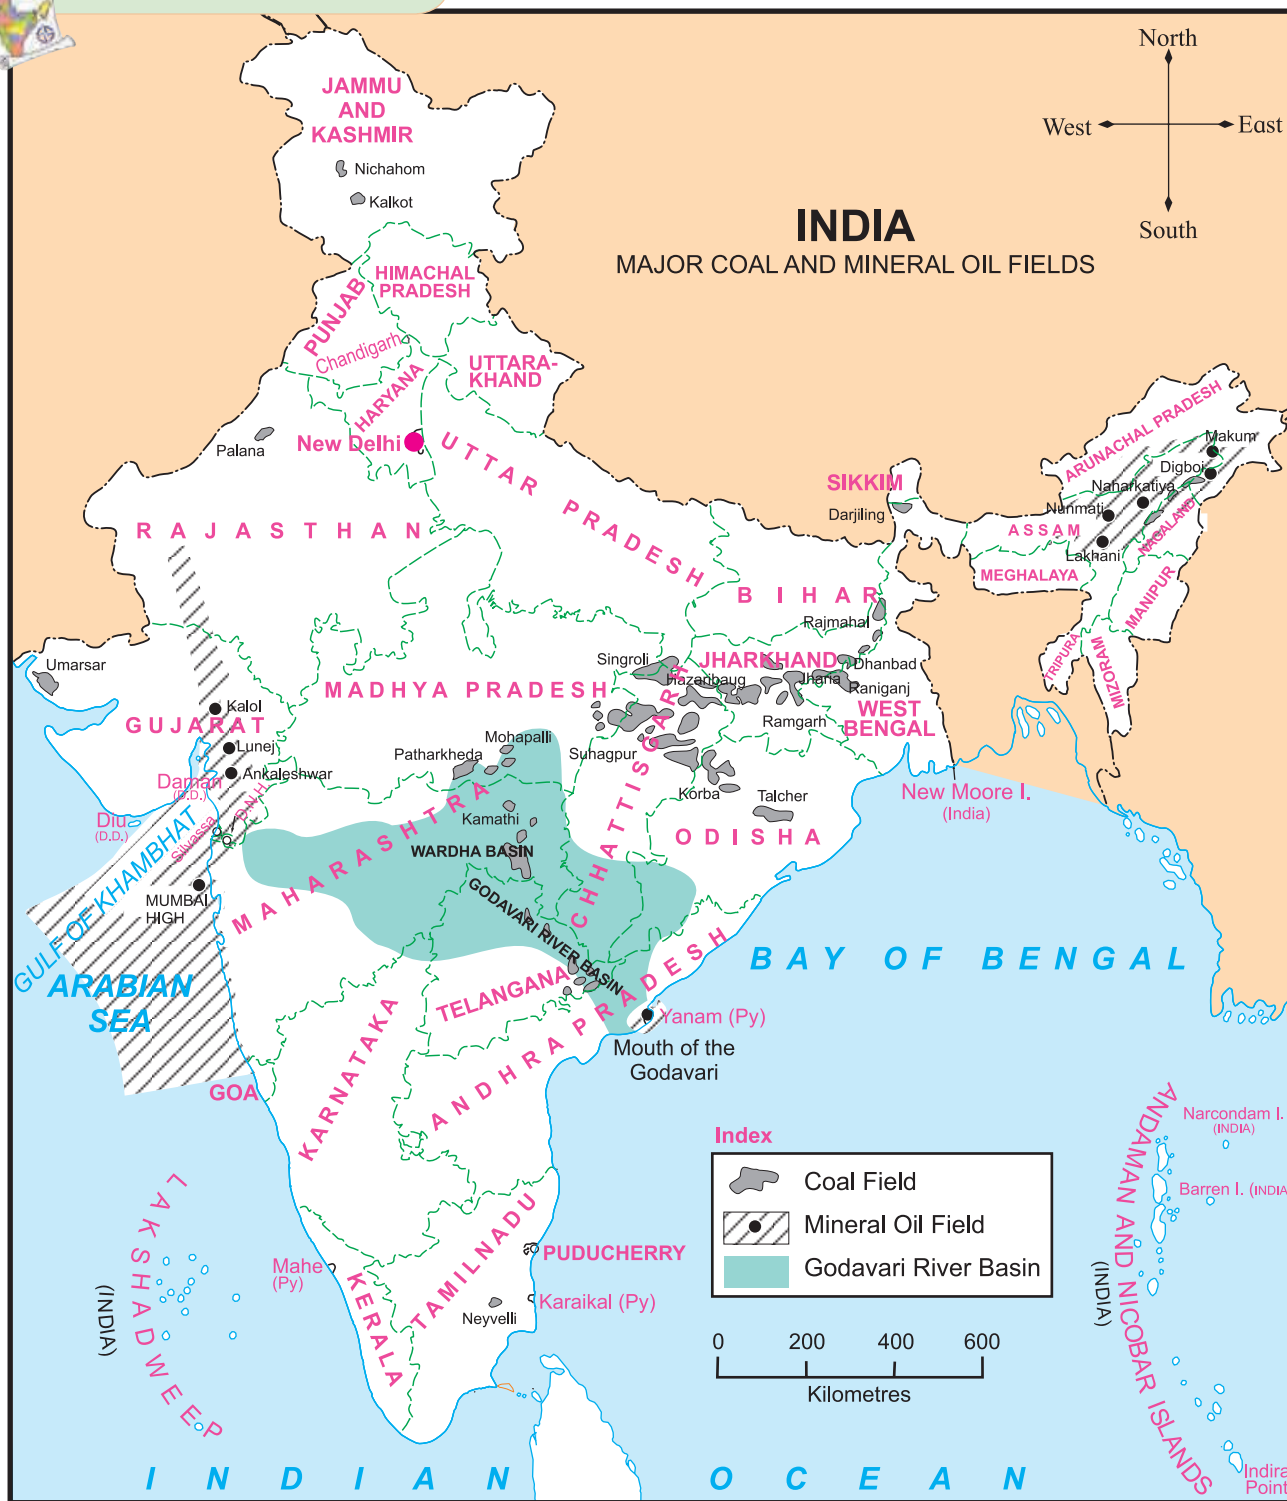 North
West
East
South
INDIA
MAJOR COAL AND MINERAL OIL FIELDS
JAMMU
AND
KASHMIR
Nichahom
Kalkot
HIMACHAL
PRADESH
PUNJAB
Chandigarh
UTTARA-
KHAND
HARYANA
New Delhi
Palana
UTTAR PRADESH
RAJASTHAN
SIKKIM
Darjiling
ARUNACHAL PRADESH
Makum
Digboi
Naharkatiya
Nunmati
ASSAM
NAGALAND
Lakhani
MEGHALAYA
MANIPUR
TRIPURA
MIZORAM
BIHAR
Rajmahal
Umarsar
Singroli
JHARKHAND
Dhanbad
Hazaribaug
Jharia
Raniganj
MADHYA PRADESH
WEST
BENGAL
Ramgarh
Kalol
GUJARAT
Lunej
Ankaleshwar
Mohapalli
Patharkheda
Suhagpur
CHHATTISGARH
Daman
(D.D.)
D.N.H.
Diu
(D.D.)
Silvassa
Korba
Talcher
New Moore I.
(India)
Kamathi
ODISHA
MAHARASHTRA
WARDHA BASIN
GULF OF KHAMBHAT
MUMBAI
HIGH
GODAVARI RIVER BASIN
BAY OF BENGAL
ARABIAN
SEA
TELANGANA
Yanam (Py)
Mouth of the
Godavari
ANDHRA PRADESH
KARNATAKA
GOA
Index
Coal Field
Mineral Oil Field
Godavari River Basin
0 200 400 600
Kilometres
Narcondam I.
(INDIA)
Barren I. (INDIA
ANDAMAN AND NICOBAR ISLANDS
(INDIA)
LAKSHADWEEP
(INDIA)
Mahe
(Py)
KERALA
TAMILNADU
PUDUCHERRY
Karaikal (Py)
Neyvelli
INDIAN OCEAN
Indira
Point